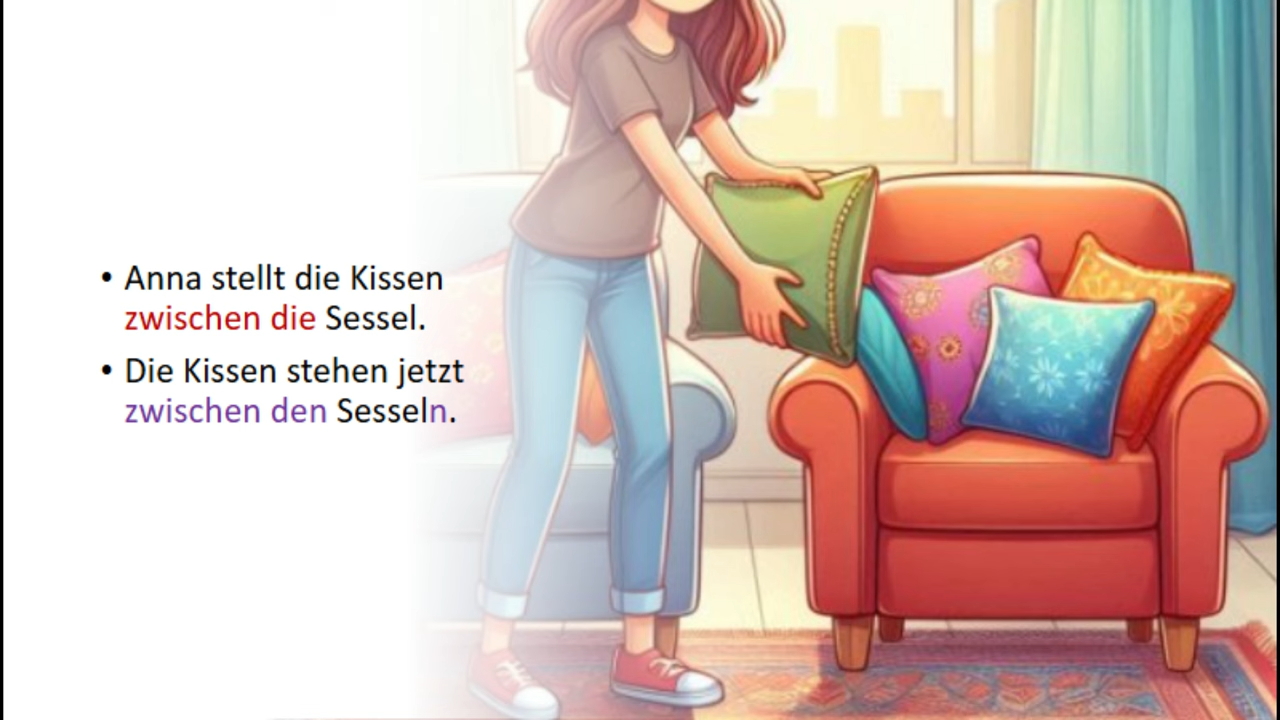 • Anna stellt die Kissen
zwischen die Sessel.
• Die Kissen stehen jetzt
zwischen den Sesseln.